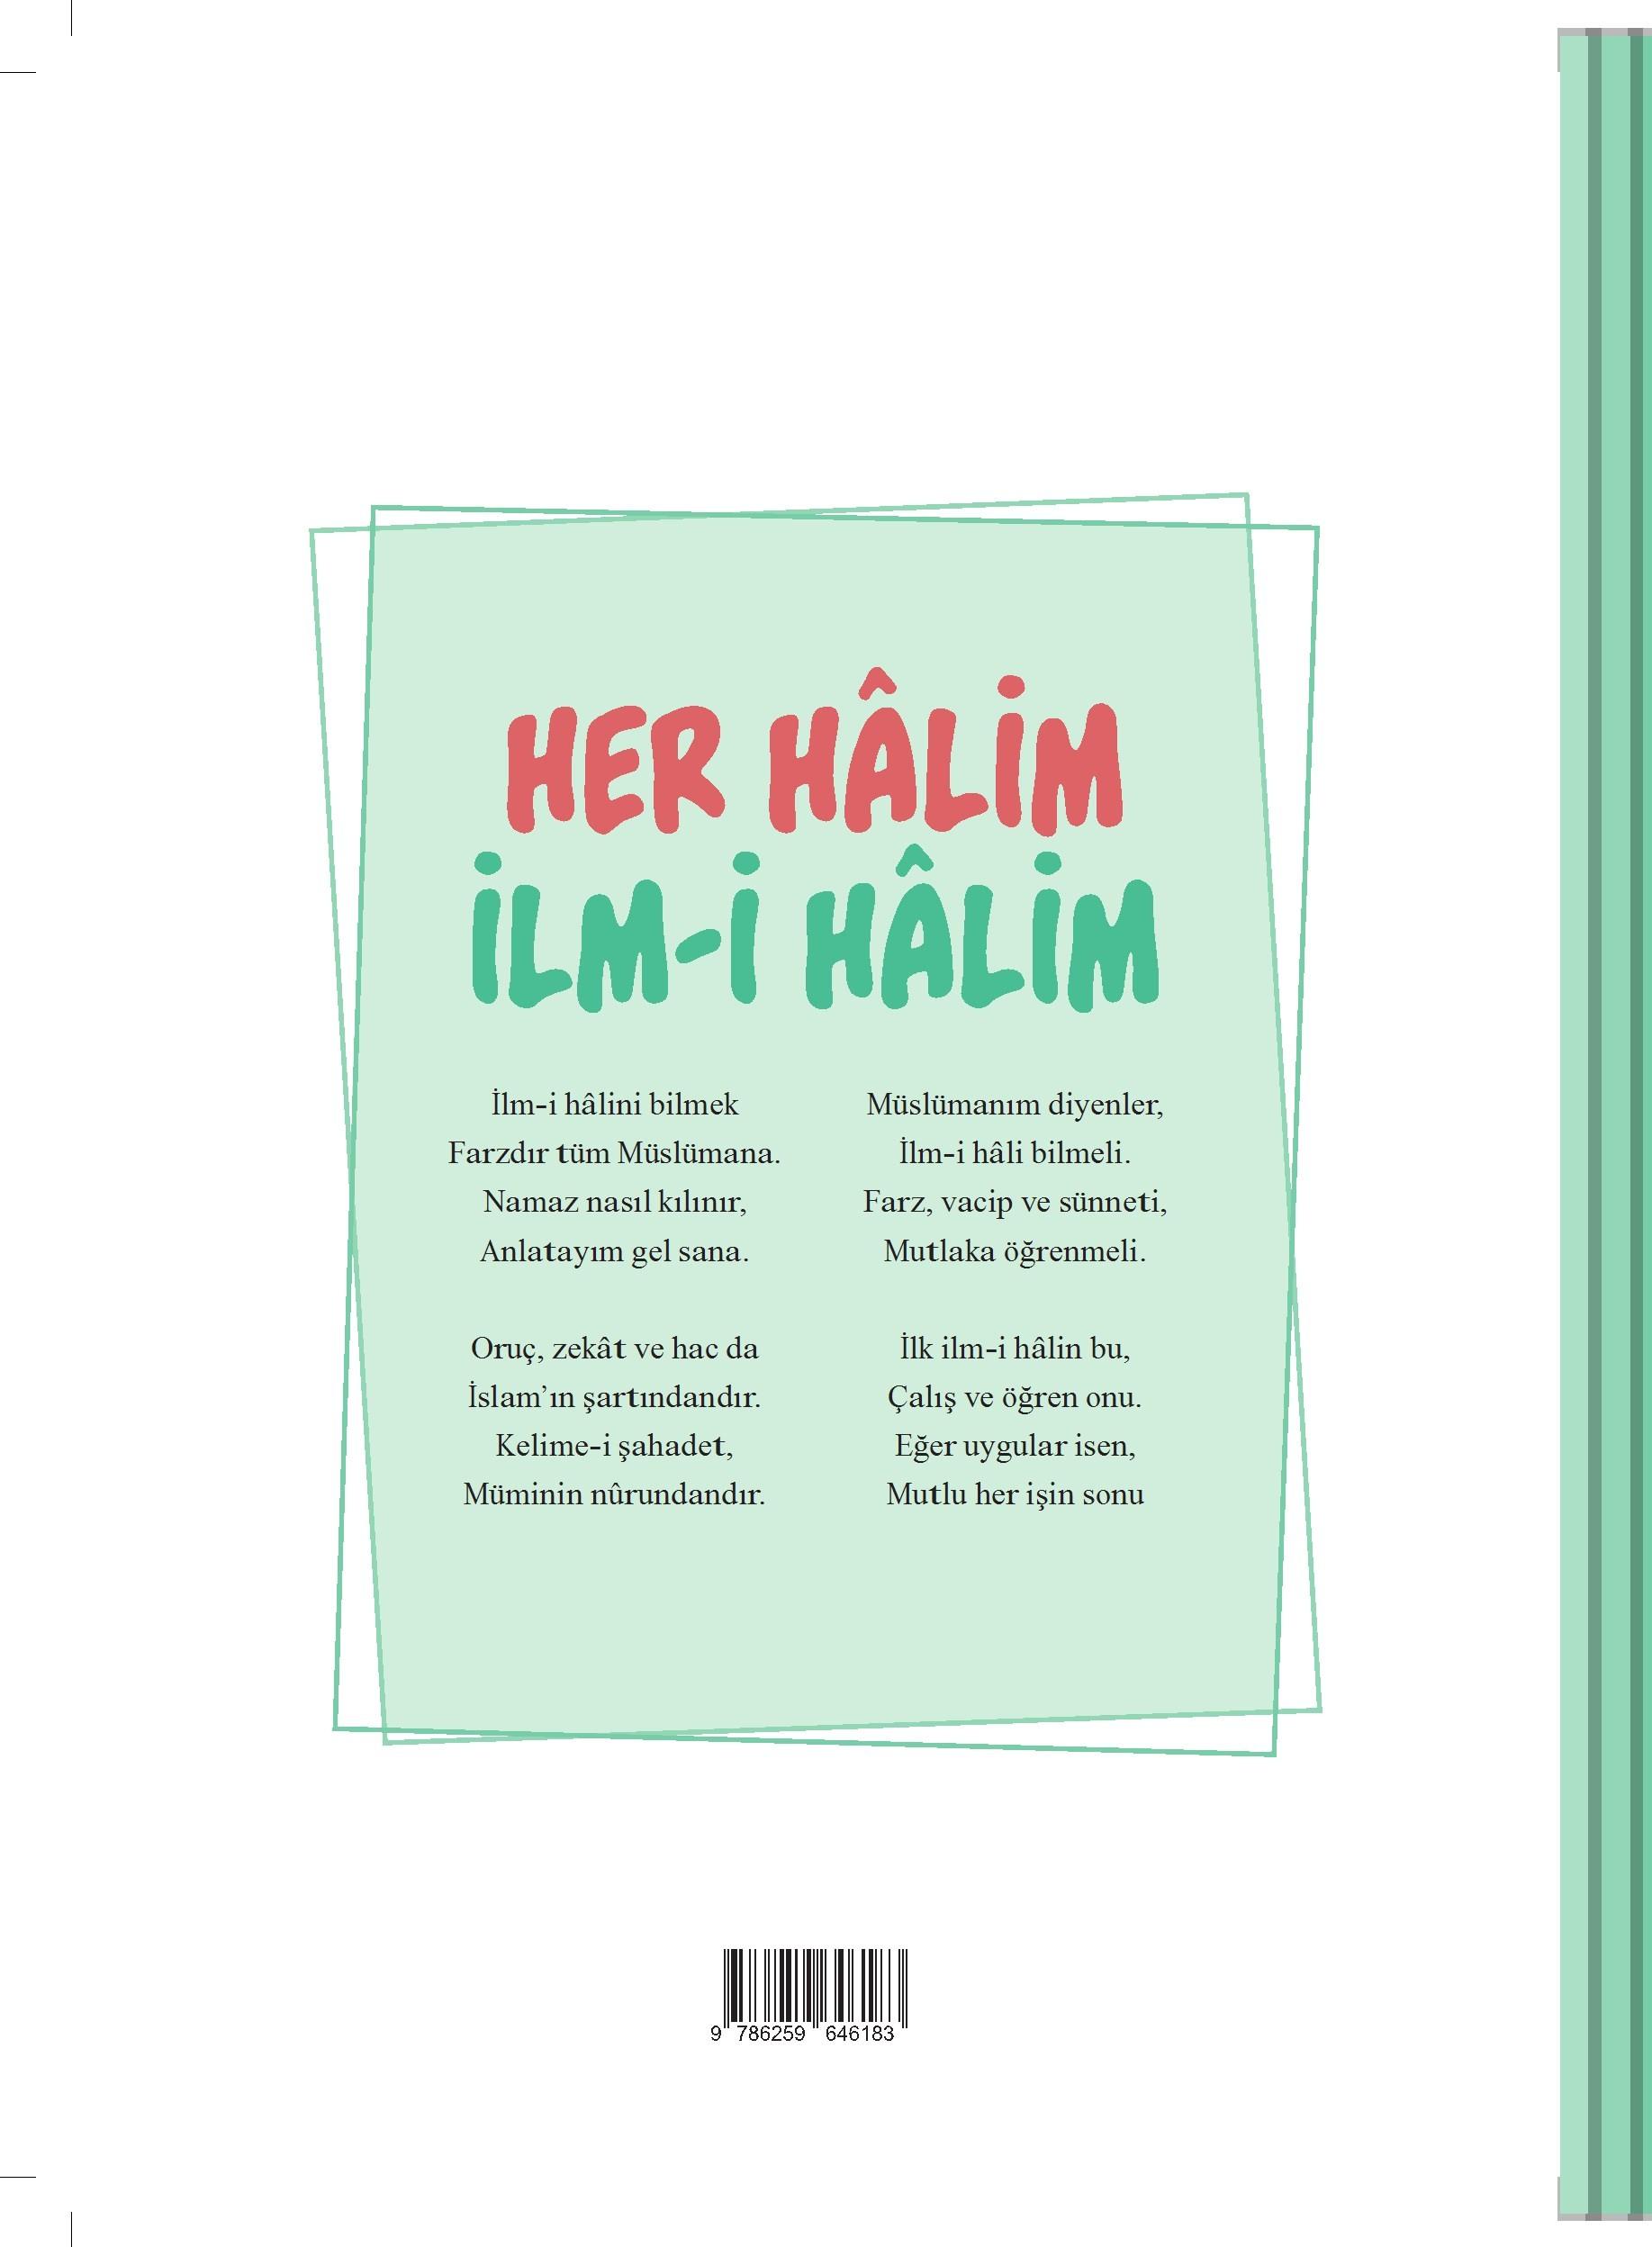 HER HÂLİM
İLM-İ HÂLİM
İlm-i hâlini bilmek
Farzdır tüm Müslümana.
Namaz nasıl kılınır,
Anlatayım gel sana.
Oruç, zekât ve hac da
İslam’ın şartındandır.
Kelime-i şahadet,
Müminin nûrundandır.
Müslümanım diyenler,
İlm-i hâli bilmeli.
Farz, vacip ve sünneti,
Mutlaka öğrenmeli.
İlk ilm-i hâlin bu,
Çalış ve öğren onu.
Eğer uygular isen,
Mutlu her işin sonu
9 786259 646183